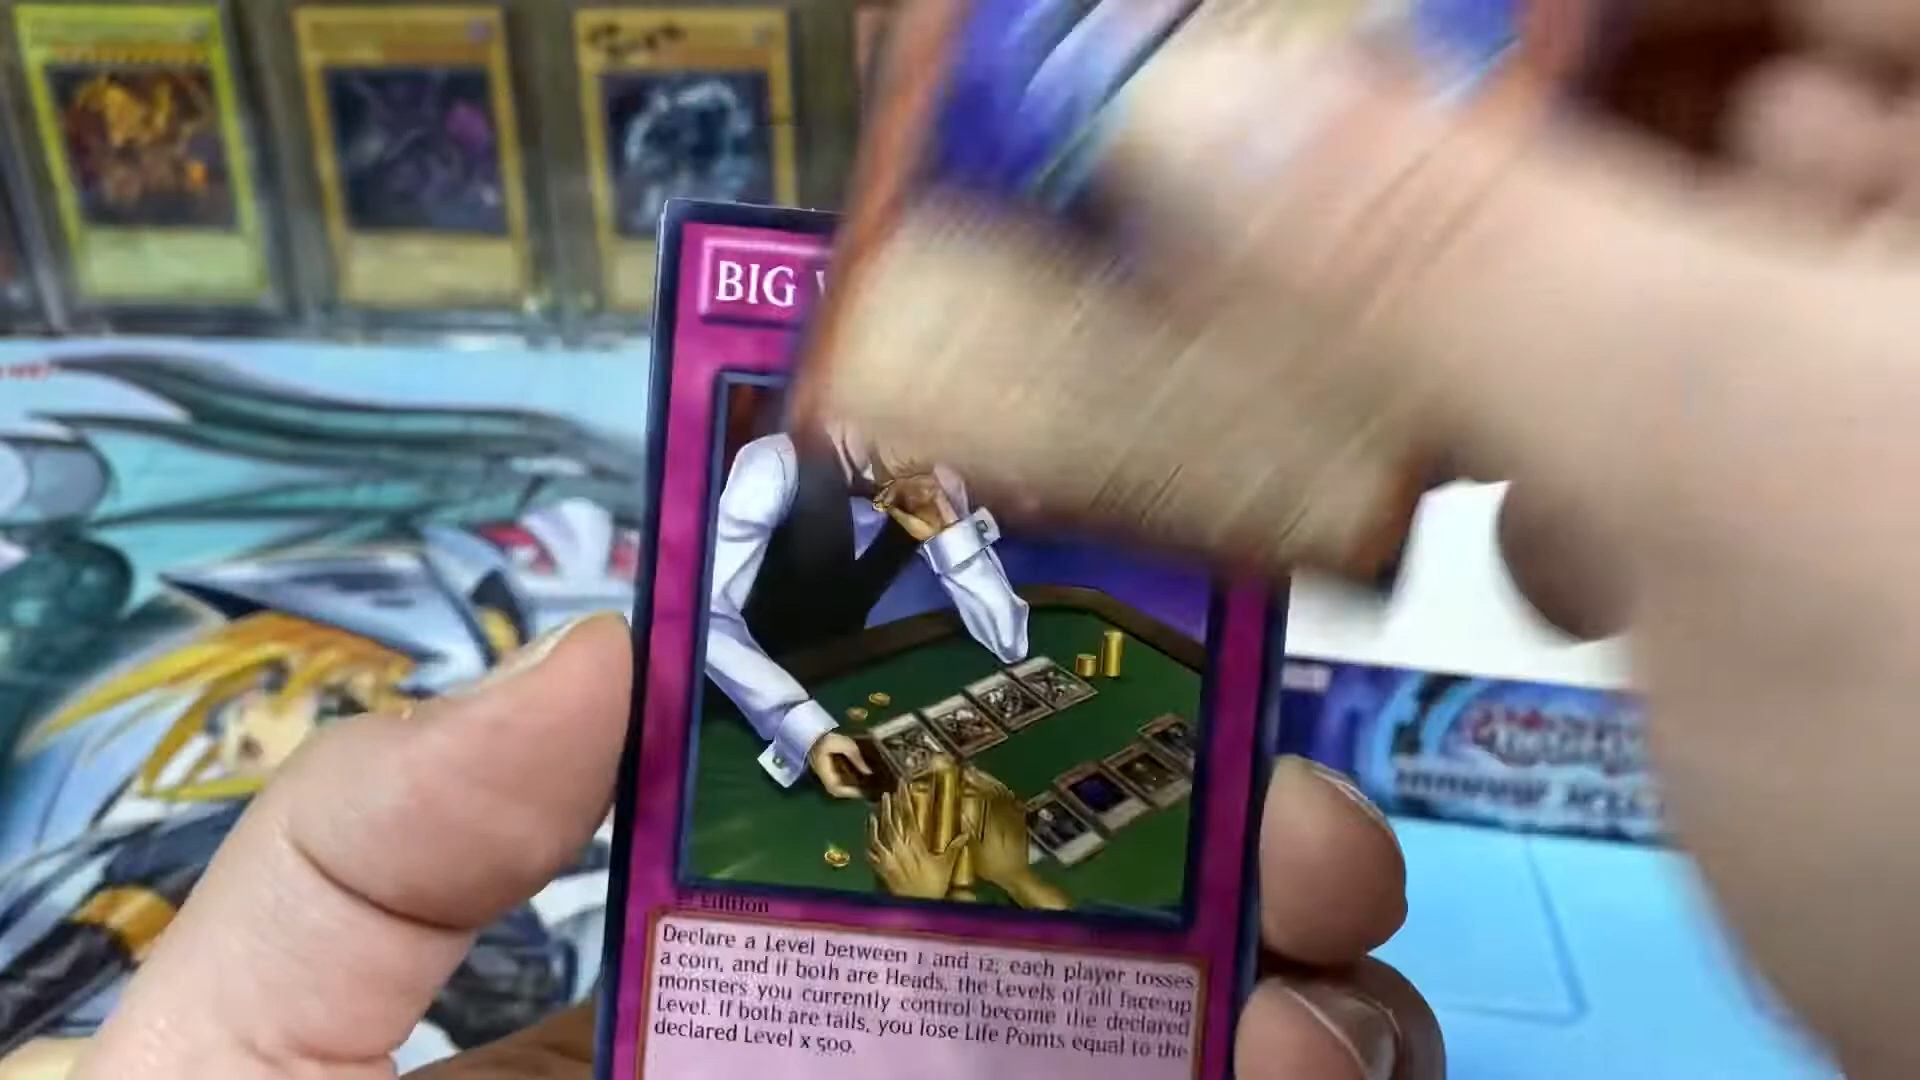 BIG
Edition
Declare a Level between 1 and 12; each player tosses
a coin, and if both are Heads, the Levels of all face-up
monsters you currently control become the declared
Level. If both are tails, you lose Life Points equal to the
declared Level x 500.